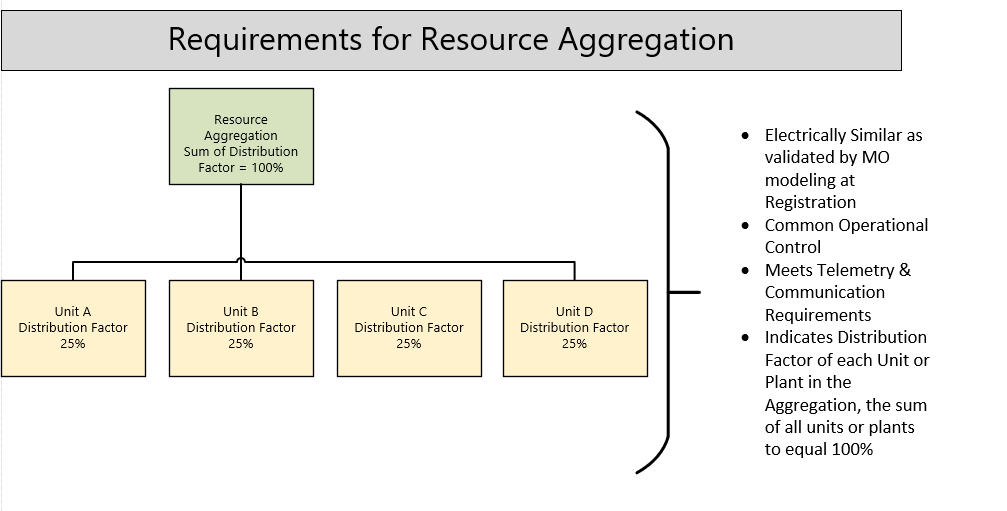 Requirements for Resource Aggregation
Resource
Aggregation
Sum of Distribution
Factor = 100%
Unit A
Distribution Factor
25%
Unit B
Distribution Factor
25%
Unit C
Distribution Factor
25%
Unit D
Distribution Factor
25%
• Electrically Similar as
validated by MO
modeling at
Registration
• Common Operational
Control
• Meets Telemetry &
Communication
Requirements
• Indicates Distribution
Factor of each Unit or
Plant in the
Aggregation, the sum
of all units or plants
to equal 100%